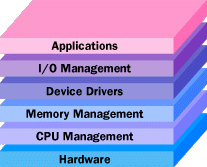 Applications
I/O Management
Device Drivers
Memory Management
CPU Management
Hardware